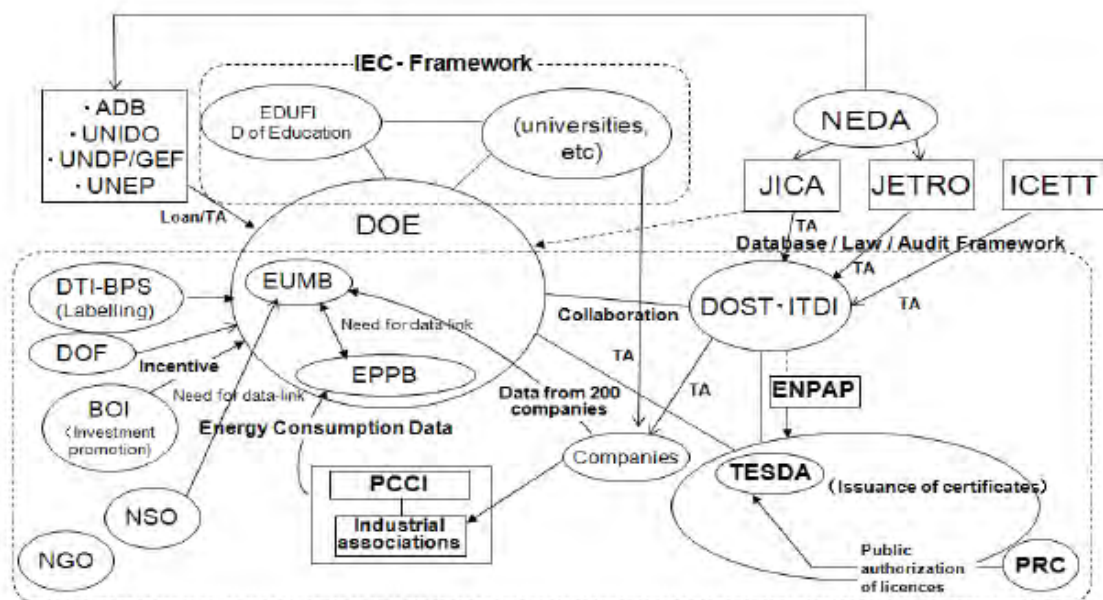 IEC - Framework
・ADB
・UNIDO
・UNDP/GEF
・UNEP
EDUFI
D of Education
(universities,
etc)
NEDA
JICA
JETRO
ICETT
Loan/TA
DOE
TA
Database / Law / Audit Framework
TA
TA
DTI-BPS
(Labelling)
EUMB
DOST・ITDI
Need for data-link
Collaboration
DOF
Incentive
EPPB
TA
TA
ENPAP
BOI
(Investment
promotion)
Need for data-link
Data from 200
companies
Energy Consumption Data
Companies
TESDA
(Issuance of certificates)
PCCI
Industrial
associations
NSO
NGO
Public
authorization
of licences
PRC